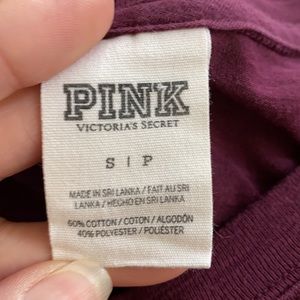 PINK
VICTORIA'S SECRET
S | P
MADE IN SRI LANKA / FAIT AU SRI
LANKA / HECHO EN SRI LANKA
60% COTTON / COTON / ALGODÓN
40% POLYESTER / POLIÉSTER